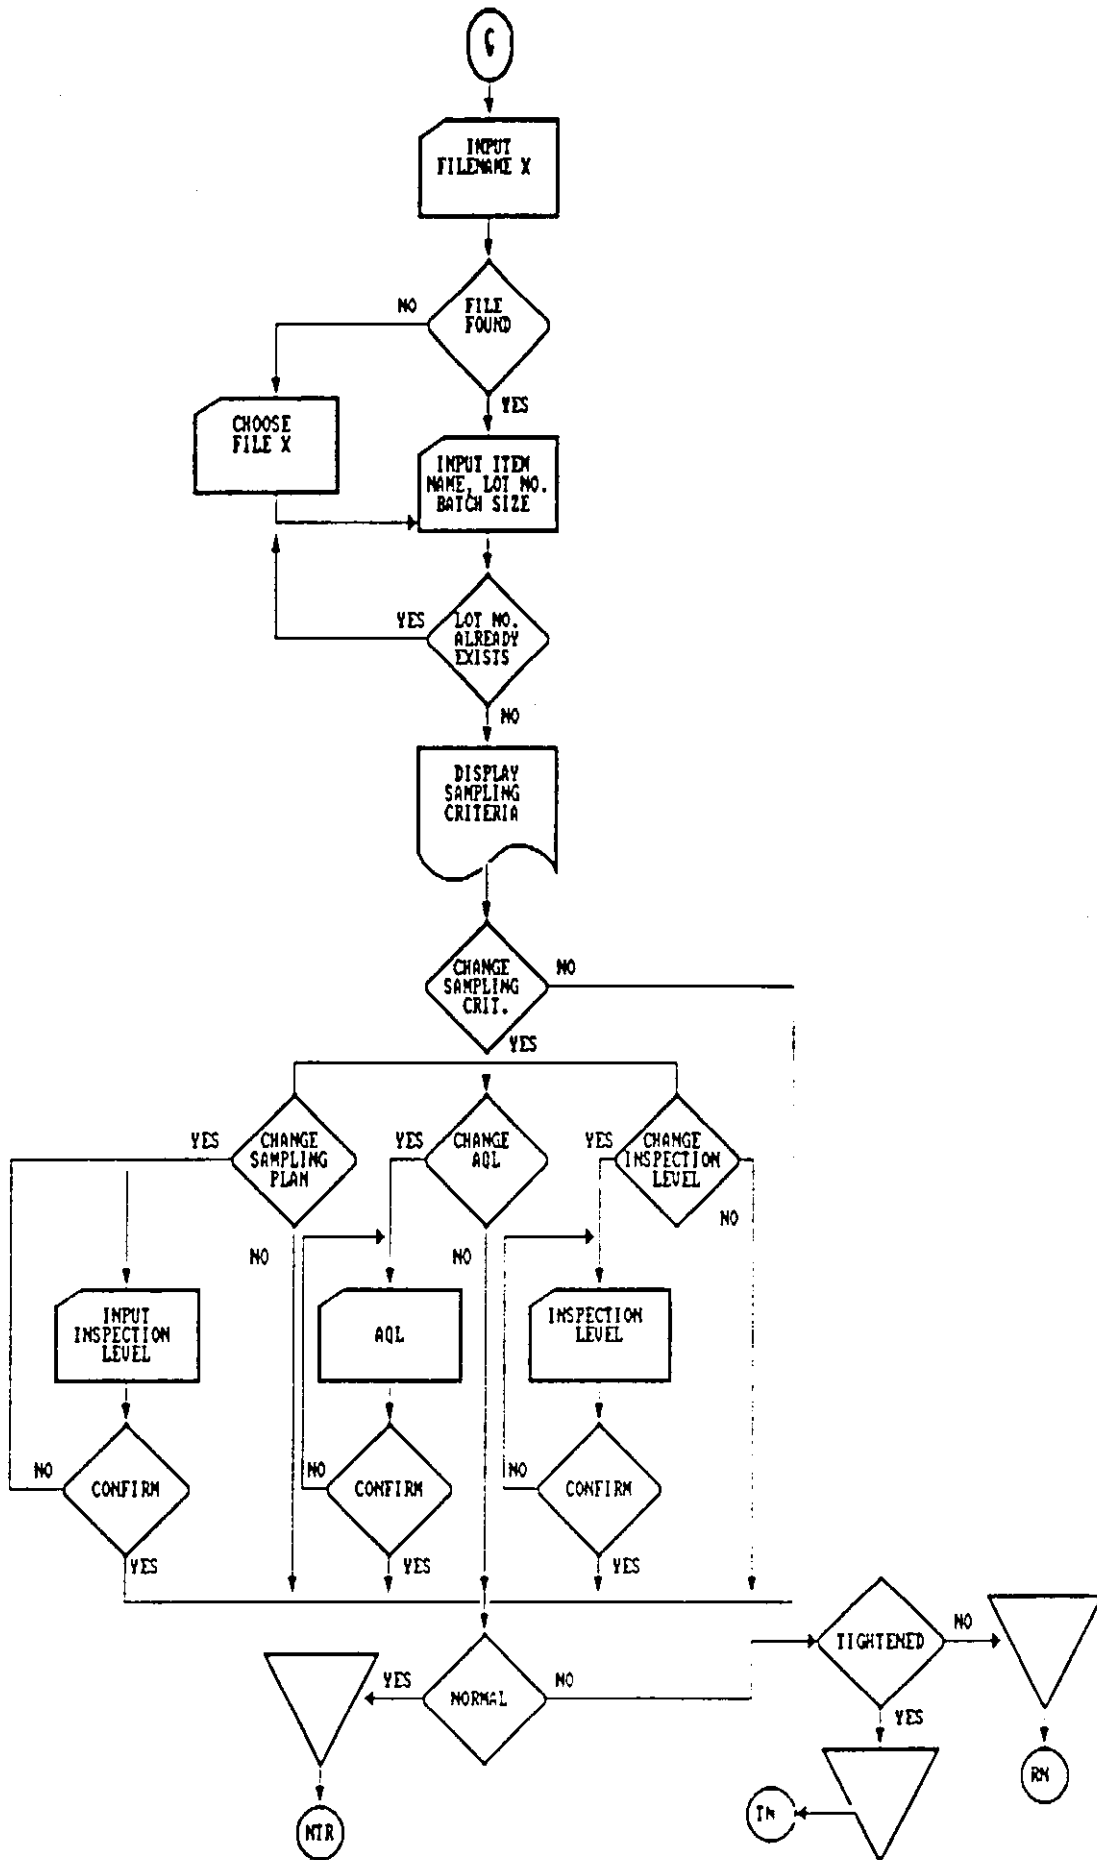 C
INPUT
FILENAME X
NO
FILE
FOUND
YES
CHOOSE
FILE X
INPUT ITEM
NAME, LOT NO.
BATCH SIZE
YES
LOT NO.
ALREADY
EXISTS
NO
DISPLAY
SAMPLING
CRITERIA
CHANGE
SAMPLING
CRIT.
NO
YES
YES
CHANGE
SAMPLING
PLAN
YES
CHANGE
AQL
YES
CHANGE
INSPECTION
LEVEL
NO
NO
NO
INPUT
INSPECTION
LEVEL
AQL
INSPECTION
LEVEL
NO
CONFIRM
NO
CONFIRM
NO
CONFIRM
YES
YES
YES
TIGHTENED
NO
YES
NORMAL
NO
YES
RN
TN
NTR